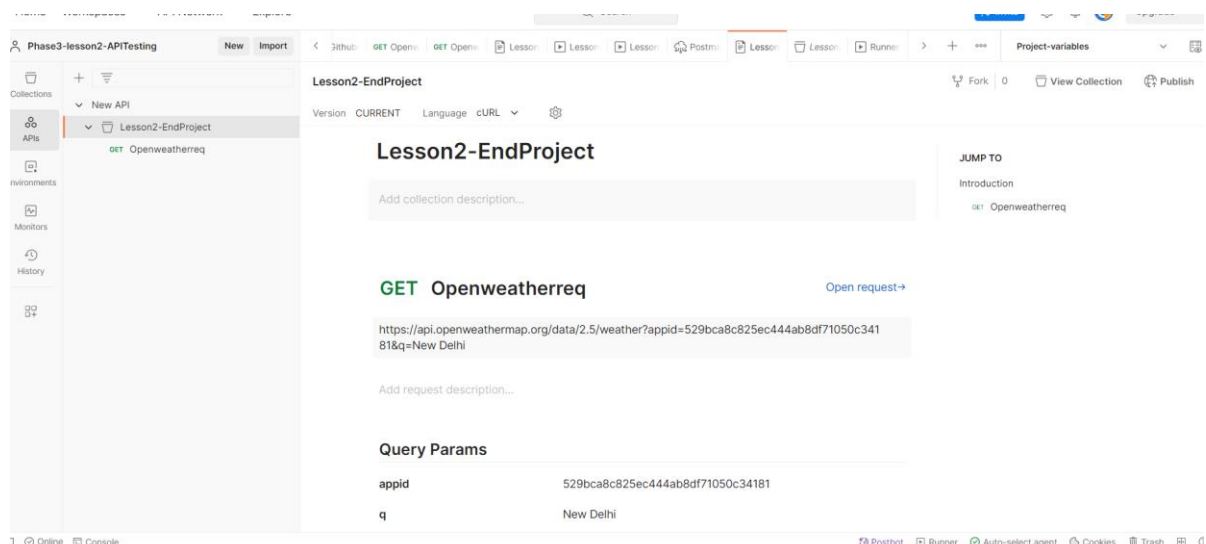 Phase3-lesson2-APITesting New Import
Github GET Openw GET Openw Lesson Lesson Lesson Postma Lesson Lesson Runner Project-variables
Collections
New API
APIs
Lesson2-EndProject
GET Openweatherreq
Monitors
History
Lesson2-EndProject
Fork 0 View Collection Publish
Version CURRENT Language cURL
Lesson2-EndProject
Add collection description...
GET Openweatherreq
Open request→
https://api.openweathermap.org/data/2.5/weather?appid=529bca8c825ec444ab8df71050c341
81&q=New Delhi
Add request description...
Query Params
appid 529bca8c825ec444ab8df71050c34181
q New Delhi
JUMP TO
Introduction
GET Openweatherreq
Online Console Postbot Runner Auto-select agent Cookies Trash